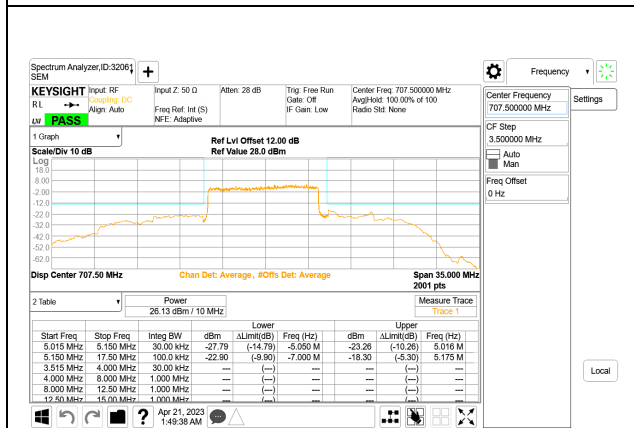 Spectrum Analyzer,ID:32061
SEM
Frequency
KEYSIGHT
RL
LXI
PASS
Input: RF
Coupling: DC
Align: Auto
Input Z: 50 Ω
Freq Ref: Int (S)
NFE: Adaptive
Atten: 28 dB
Trig: Free Run
Gate: Off
IF Gain: Low
Center Freq: 707.500000 MHz
Avg|Hold: 100.00% of 100
Radio Std: None
Center Frequency
707.500000 MHz
Settings
CF Step
3.500000 MHz
Auto
Man
Freq Offset
0 Hz
Local
1 Graph
Scale/Div 10 dB
Ref Lvl Offset 12.00 dB
Ref Value 28.0 dBm
Log
18.0
8.00
-2.00
-12.0
-22.0
-32.0
-42.0
-52.0
-62.0
Disp Center 707.50 MHz
Chan Det: Average, #Offs Det: Average
Span 35.000 MHz
2001 pts
2 Table
Power
26.13 dBm / 10 MHz
Measure Trace
Trace 1
Lower Upper
Start Freq Stop Freq Integ BW dBm ΔLimit(dB) Freq (Hz) dBm ΔLimit(dB) Freq (Hz)
5.015 MHz 5.150 MHz 30.00 kHz -27.79 (-14.79) -5.050 M -23.26 (-10.26) 5.016 M
5.150 MHz 17.50 MHz 100.0 kHz -22.90 (-9.90) -7.000 M -18.30 (-5.30) 5.175 M
3.515 MHz 4.000 MHz 30.00 kHz --- (---) --- --- (---) ---
4.000 MHz 8.000 MHz 1.000 MHz --- (---) --- --- (---) ---
8.000 MHz 12.50 MHz 1.000 MHz --- (---) --- --- (---) ---
12.50 MHz 15.00 MHz 1.000 MHz --- (---) --- --- (---) ---
?
Apr 21, 2023
1:49:38 AM